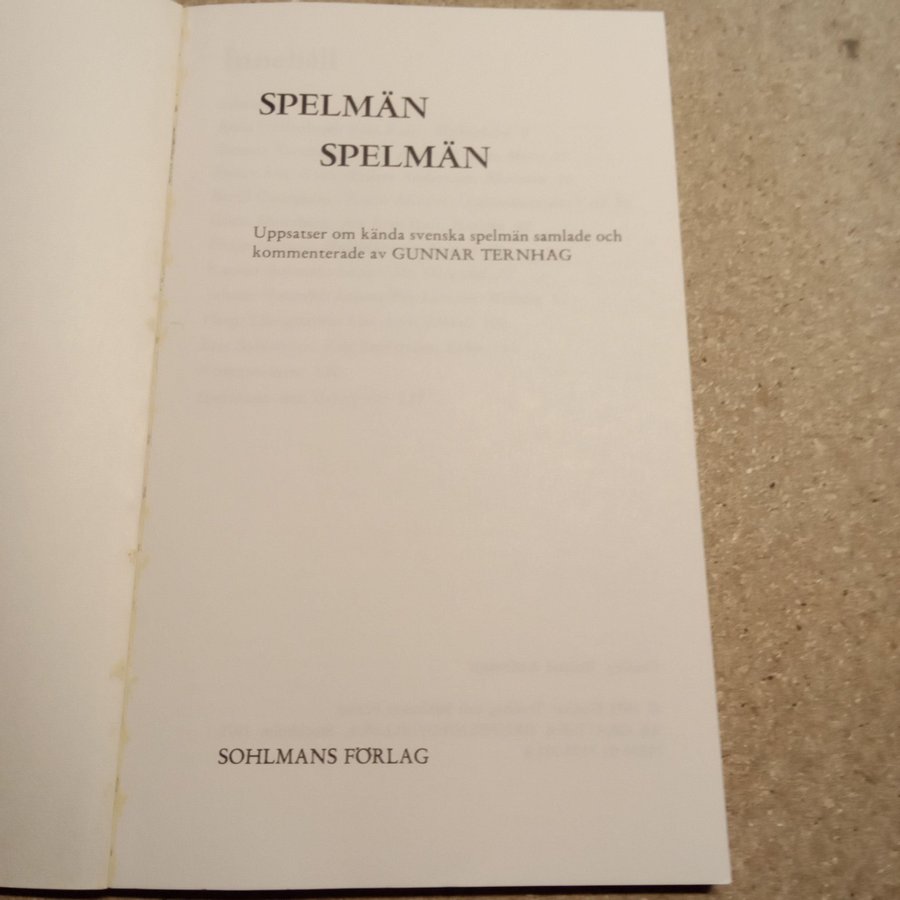 SPELMÄN
SPELMÄN
Uppsatser om kända svenska spelmän samlade och
kommenterade av GUNNAR TERNHAG
SOHLMANS FÖRLAG